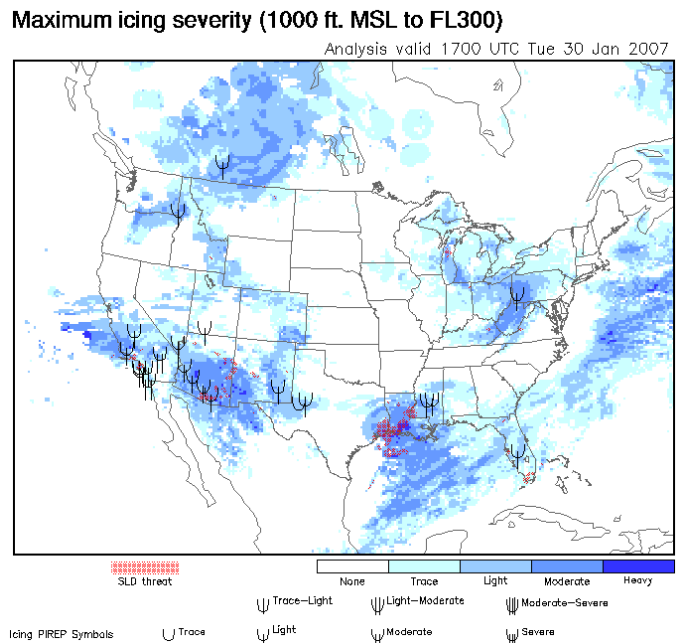 Maximum icing severity (1000 ft. MSL to FL300)
Analysis valid 1700 UTC Tue 30 Jan 2007
SLD threat
None Trace Light Moderate Heavy
Trace-Light Light-Moderate Moderate-Severe
Icing PIREP Symbols Trace Light Moderate Severe